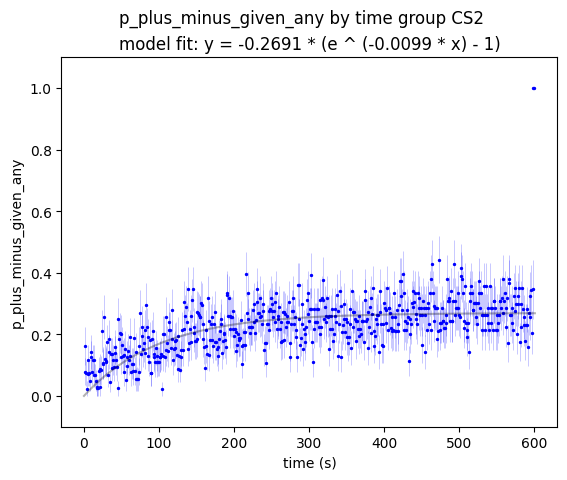 p_plus_minus_given_any by time group CS2
model fit: y = -0.2691 * (e ^ (-0.0099 * x) - 1)
1.0
0.8
0.6
0.4
0.2
0.0
p_plus_minus_given_any
0 100 200 300 400 500 600
time (s)